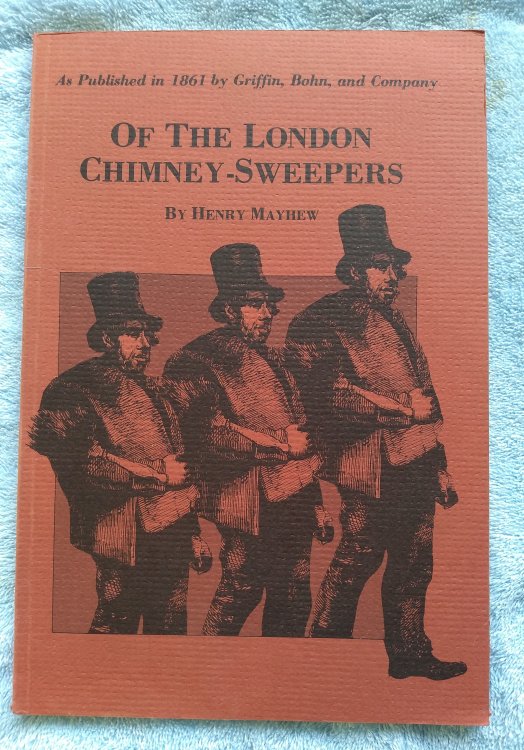 As Published in 1861 by Griffin, Bohn, and Company
OF THE LONDON
CHIMNEY-SWEEPERS
BY HENRY MAYHEW